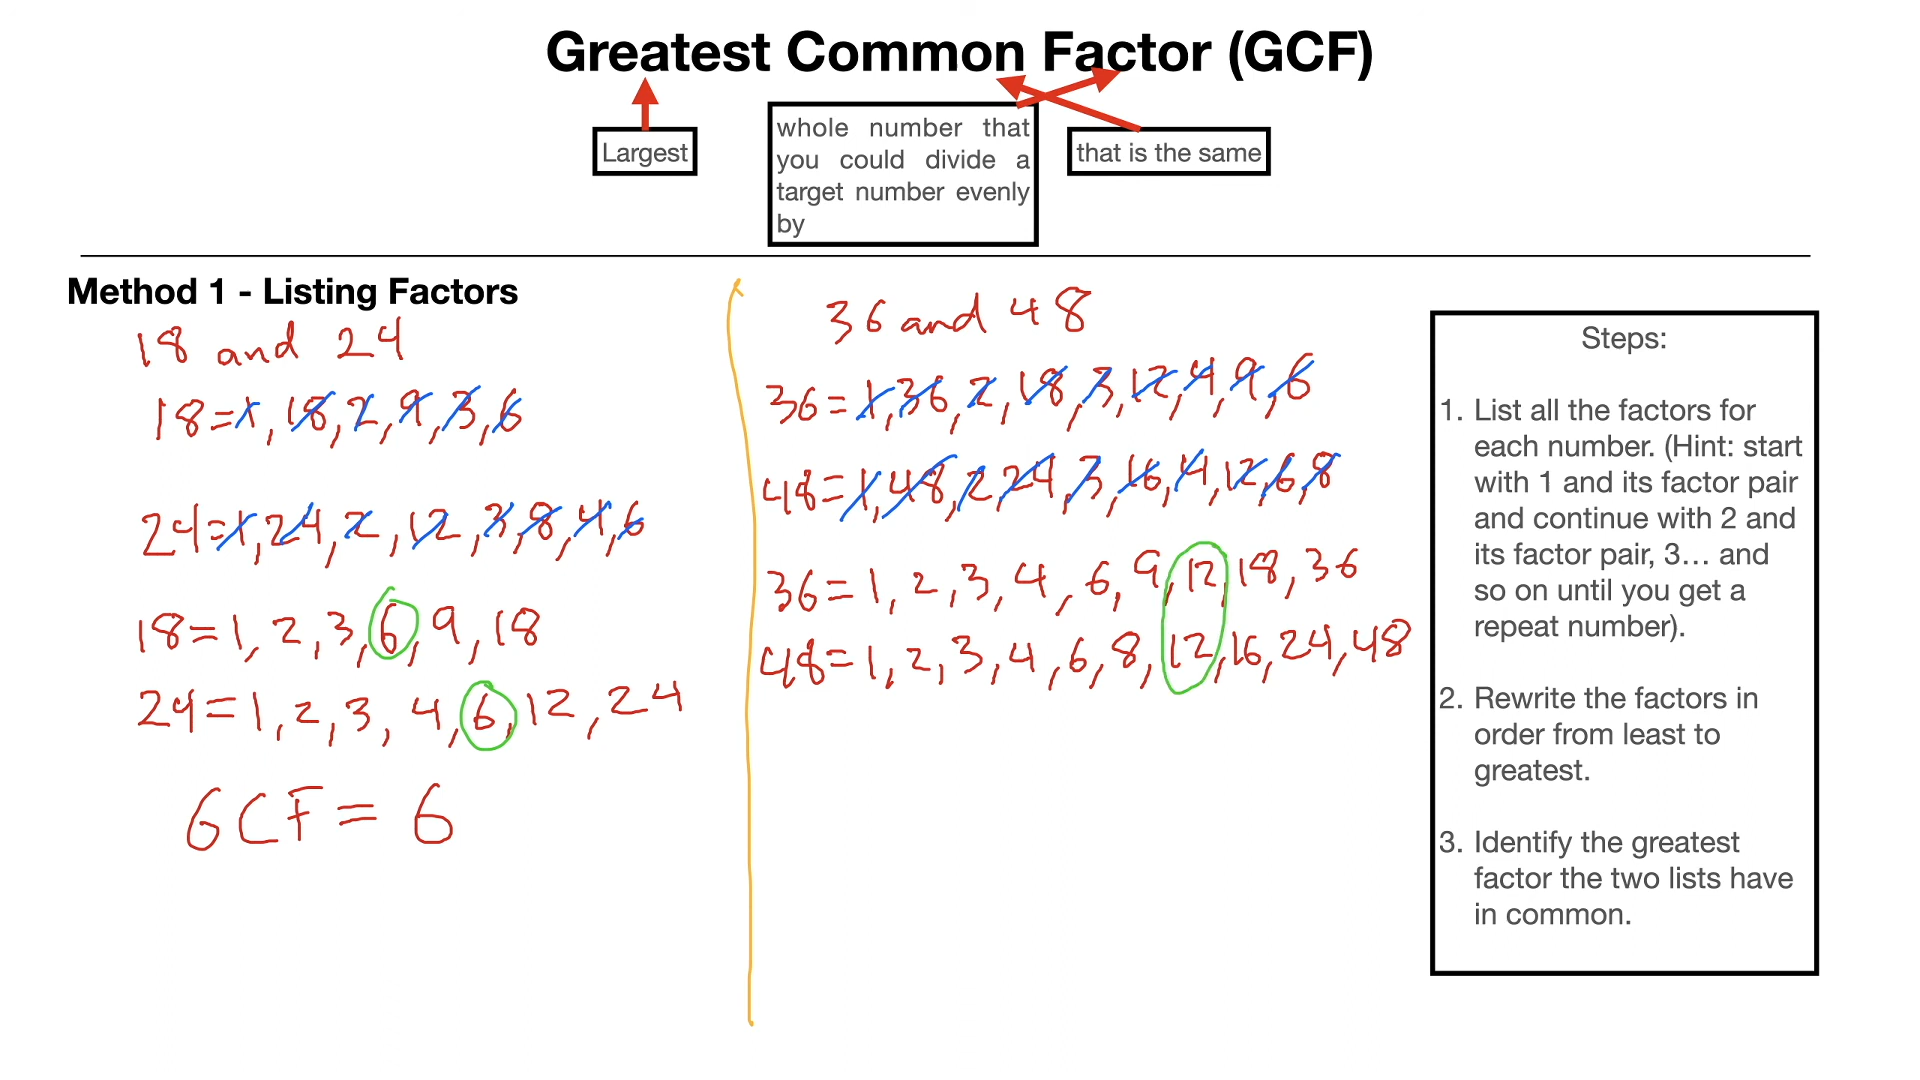 Greatest Common Factor (GCF)
Largest
whole number that
you could divide a
target number evenly
by
that is the same
Method 1 - Listing Factors
18 and 24
18=1,18,2,9,3,6
24=1,24,2,12,3,8,4,6
18=1,2,3,6,9,18
24=1,2,3,4,6,12,24
GCF=6
36 and 48
36=1,36,2,18,3,12,4,9,6
48=1,48,2,24,3,16,4,12,6,8
36=1,2,3,4,6,9,12,18,36
48=1,2,3,4,6,8,12,16,24,48
Steps:
1. List all the factors for
each number. (Hint: start
with 1 and its factor pair
and continue with 2 and
its factor pair, 3... and
so on until you get a
repeat number).
2. Rewrite the factors in
order from least to
greatest.
3. Identify the greatest
factor the two lists have
in common.